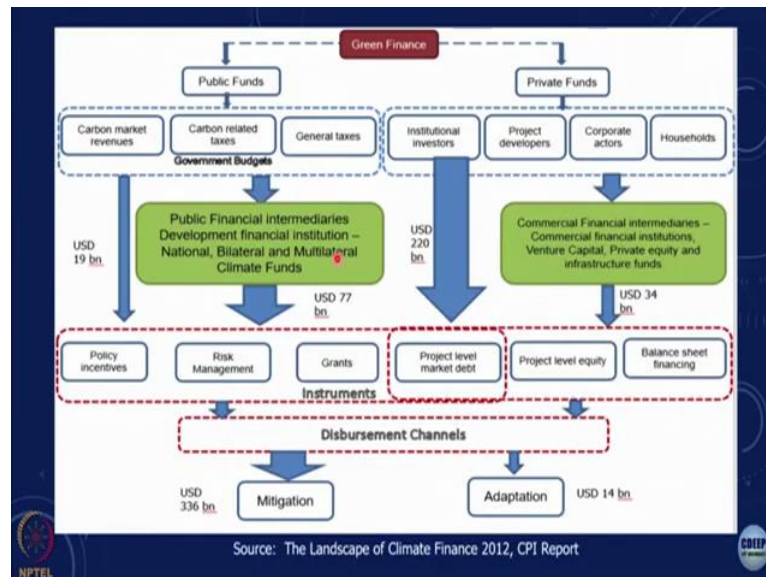 Green Finance
Public Funds
Private Funds
Carbon market
revenues
Carbon related
taxes
General taxes
Government Budgets
Institutional
investors
Project
developers
Corporate
actors
Households
USD
19 bn
Public Financial intermediaries
Development financial institution –
National, Bilateral and Multilateral
Climate Funds
USD
220
bn
Commercial Financial intermediaries –
Commercial financial institutions,
Venture Capital, Private equity and
infrastructure funds
USD 77
bn
USD 34
bn
Policy
incentives
Risk
Management
Grants
Project level
market debt
Project level equity
Balance sheet
financing
Instruments
Disbursement Channels
USD
336 bn
Mitigation
Adaptation
USD 14 bn
Source: The Landscape of Climate Finance 2012, CPI Report
NPTEL
CDEEP